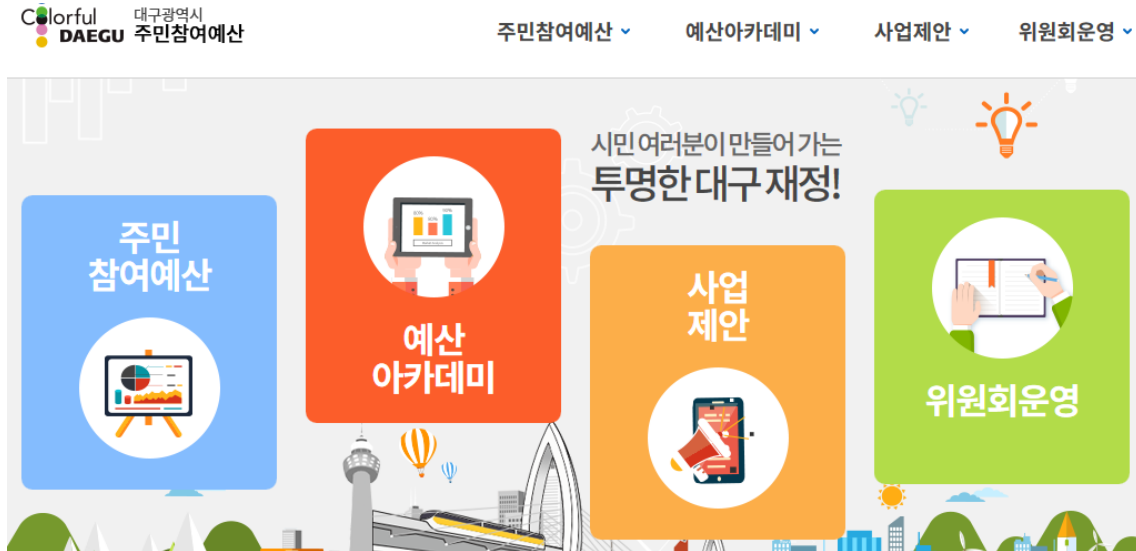 Colorful
DAEGU
대구광역시
주민참여예산
주민참여예산
예산아카데미
사업제안
위원회운영
시민 여러분이 만들어 가는
투명한 대구 재정!
주민
참여예산
예산
아카데미
사업
제안
위원회운영